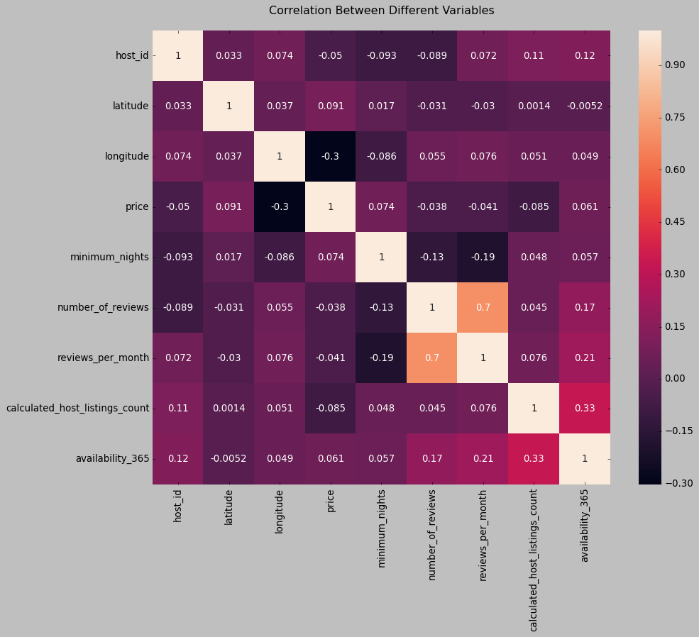 Correlation Between Different Variables
host_id 1 0.033 0.074 -0.05 -0.093 -0.089 0.072 0.11 0.12
latitude 0.033 1 0.037 0.091 0.017 -0.031 -0.03 0.0014 -0.0052
longitude 0.074 0.037 1 -0.3 -0.086 0.055 0.076 0.051 0.049
price -0.05 0.091 -0.3 1 0.074 -0.038 -0.041 -0.085 0.061
minimum_nights -0.093 0.017 -0.086 0.074 1 -0.13 -0.19 0.048 0.057
number_of_reviews -0.089 -0.031 0.055 -0.038 -0.13 1 0.7 0.045 0.17
reviews_per_month 0.072 -0.03 0.076 -0.041 -0.19 0.7 1 0.076 0.21
calculated_host_listings_count 0.11 0.0014 0.051 -0.085 0.048 0.045 0.076 1 0.33
availability_365 0.12 -0.0052 0.049 0.061 0.057 0.17 0.21 0.33 1
host_id
latitude
longitude
price
minimum_nights
number_of_reviews
reviews_per_month
calculated_host_listings_count
availability_365
0.90
0.75
0.60
0.45
0.30
0.15
0.00
−0.15
−0.30